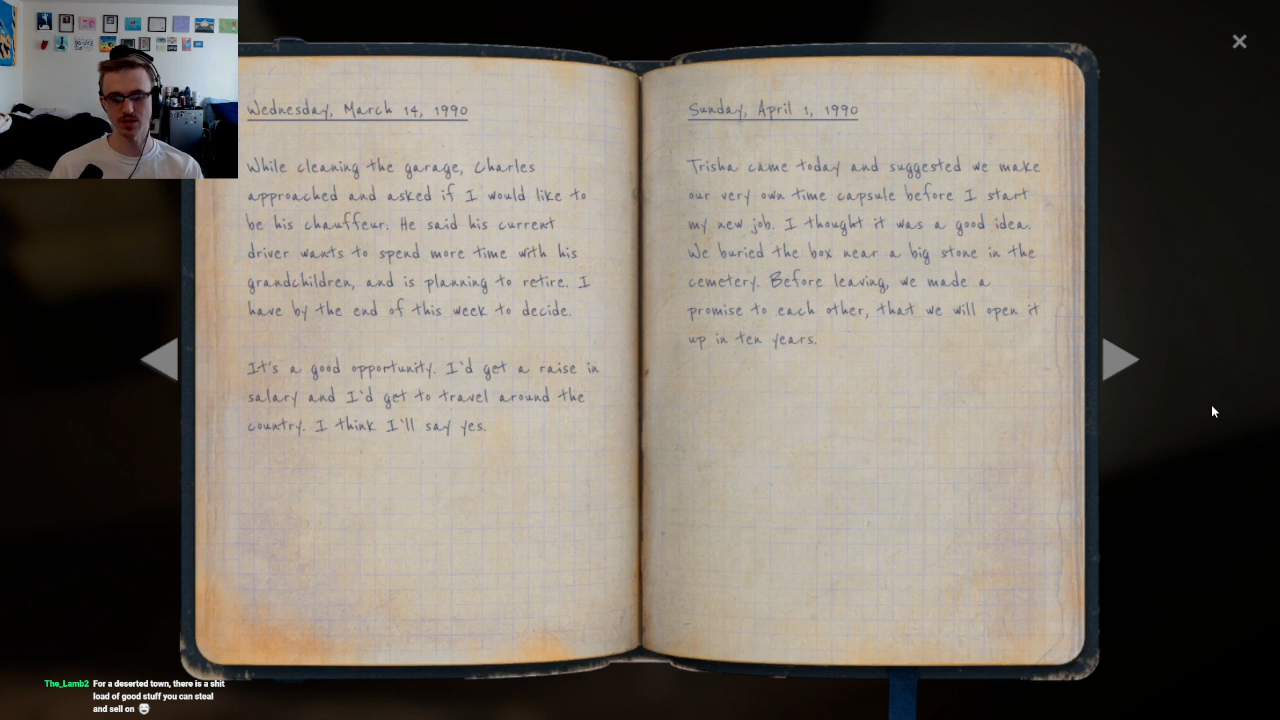 Wednesday, March 14, 1990
While cleaning the garage, Charles
approached and asked if I would like to
be his chauffeur. He said his current
driver wants to spend more time with his
grandchildren, and is planning to retire. I
have by the end of this week to decide.
It's a good opportunity. I'd get a raise in
salary and I'd get to travel around the
country. I think I'll say yes.
Sunday, April 1, 1990
Trisha came today and suggested we make
our very own time capsule before I start
my new job. I thought it was a good idea.
We buried the box near a big stone in the
cemetery. Before leaving, we made a
promise to each other, that we will open it
up in ten years.
The_Lamb2 For a deserted town, there is a shit
load of good stuff you can steal
and sell on